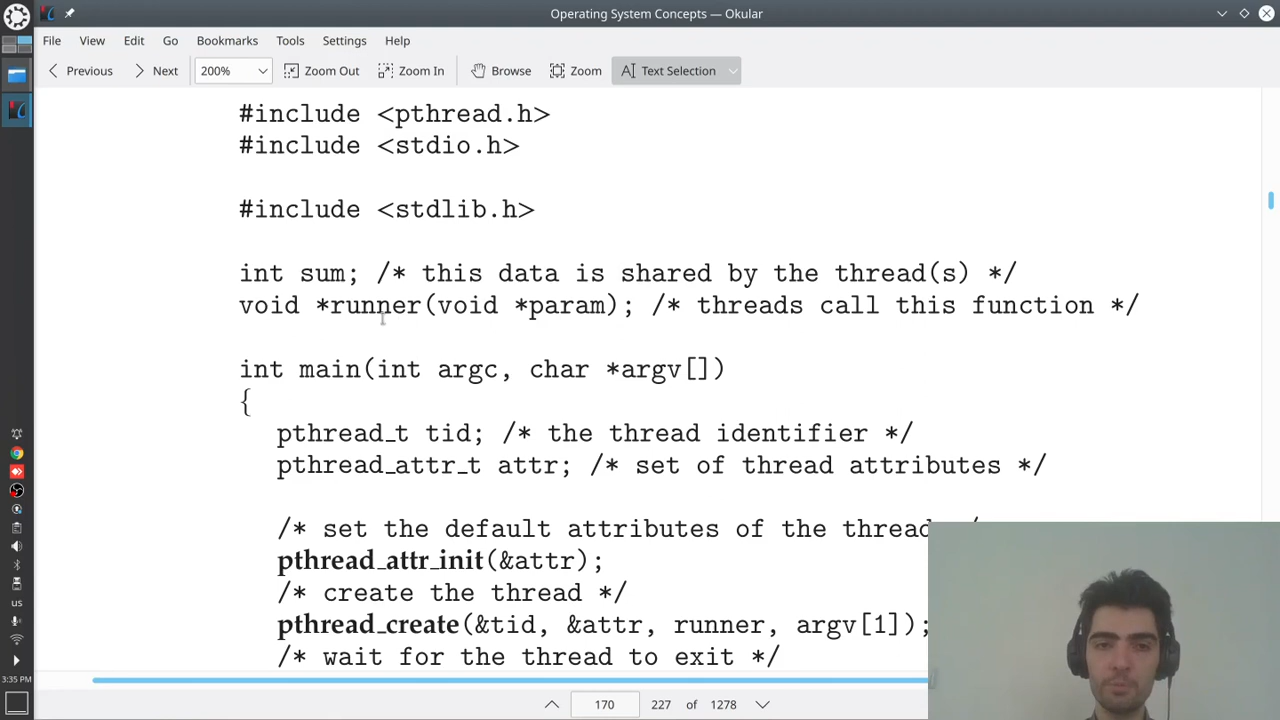 Operating System Concepts — Okular
File View Edit Go Bookmarks Tools Settings Help
Previous Next 200% Zoom Out Zoom In Browse Zoom Text Selection
#include <pthread.h>
#include <stdio.h>
#include <stdlib.h>
int sum; /* this data is shared by the thread(s) */
void *runner(void *param); /* threads call this function */
int main(int argc, char *argv[])
{
pthread_t tid; /* the thread identifier */
pthread_attr_t attr; /* set of thread attributes */
/* set the default attributes of the thread */
pthread_attr_init(&attr);
/* create the thread */
pthread_create(&tid, &attr, runner, argv[1]);
/* wait for the thread to exit */
us
3:35 PM
170 227 of 1278